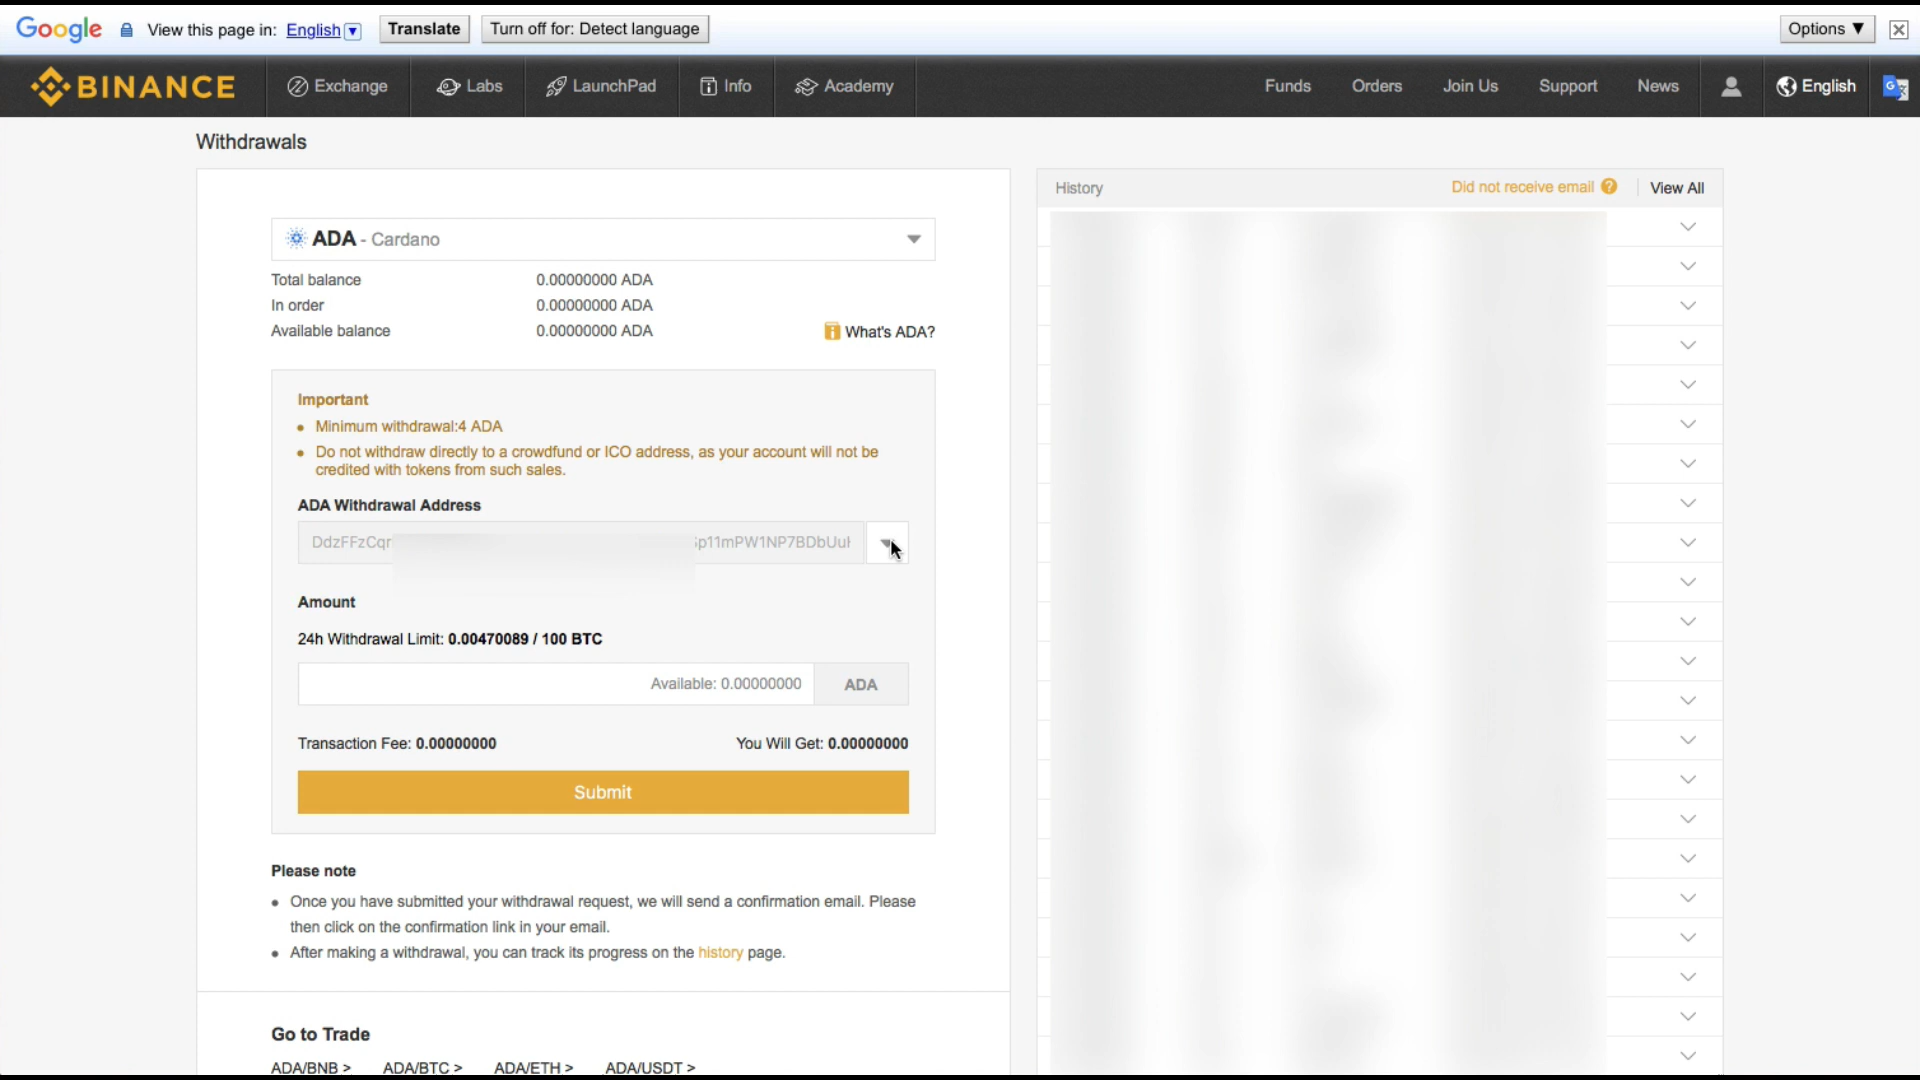 Google View this page in: English Translate Turn off for: Detect language Options ▼
BINANCE Exchange Labs LaunchPad Info Academy Funds Orders Join Us Support News English
Withdrawals
ADA - Cardano
Total balance 0.00000000 ADA
In order 0.00000000 ADA
Available balance 0.00000000 ADA What's ADA?
Important
Minimum withdrawal:4 ADA
Do not withdraw directly to a crowdfund or ICO address, as your account will not be
credited with tokens from such sales.
ADA Withdrawal Address
DdzFFzCqr p11mPW1NP7BDbUu
Amount
24h Withdrawal Limit: 0.00470089 / 100 BTC
Available: 0.00000000 ADA
Transaction Fee: 0.00000000 You Will Get: 0.00000000
Submit
Please note
Once you have submitted your withdrawal request, we will send a confirmation email. Please
then click on the confirmation link in your email.
After making a withdrawal, you can track its progress on the history page.
Go to Trade
ADA/BNB > ADA/BTC > ADA/ETH > ADA/USDT >
History Did not receive email View All